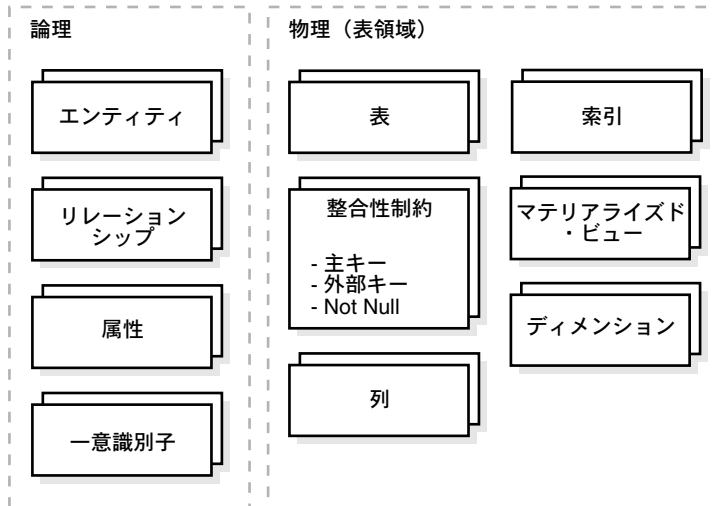 論理
エンティティ
リレーション
シップ
属性
一意識別子
物理（表領域）
表
整合性制約
- 主キー
- 外部キー
- Not Null
列
索引
マテリアライズド
・ビュー
ディメンション